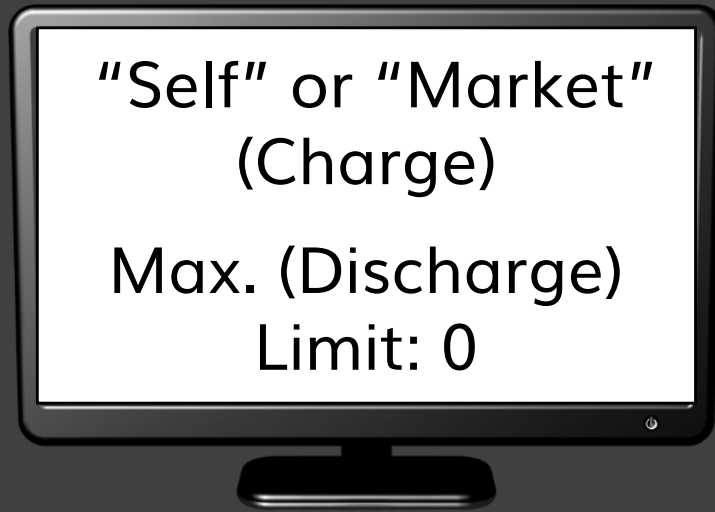 “Self” or “Market”
(Charge)
Max. (Discharge)
Limit: 0